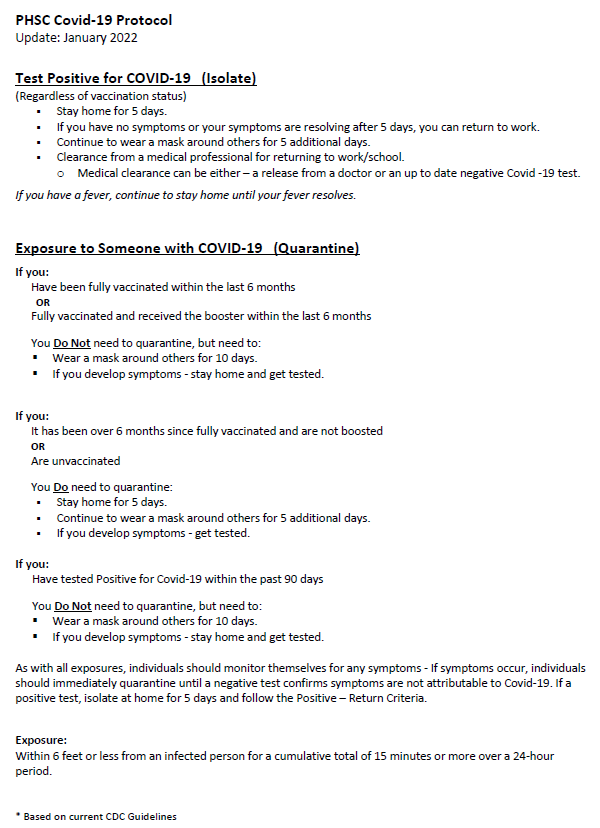 PHSC Covid-19 Protocol
Update: January 2022
Test Positive for COVID-19 (Isolate)
(Regardless of vaccination status)
▪ Stay home for 5 days.
▪ If you have no symptoms or your symptoms are resolving after 5 days, you can return to work.
▪ Continue to wear a mask around others for 5 additional days.
▪ Clearance from a medical professional for returning to work/school.
o Medical clearance can be either – a release from a doctor or an up to date negative Covid -19 test.
If you have a fever, continue to stay home until your fever resolves.
Exposure to Someone with COVID-19 (Quarantine)
If you:
Have been fully vaccinated within the last 6 months
OR
Fully vaccinated and received the booster within the last 6 months
You Do Not need to quarantine, but need to:
▪ Wear a mask around others for 10 days.
▪ If you develop symptoms - stay home and get tested.
If you:
It has been over 6 months since fully vaccinated and are not boosted
OR
Are unvaccinated
You Do need to quarantine:
▪ Stay home for 5 days.
▪ Continue to wear a mask around others for 5 additional days.
▪ If you develop symptoms - get tested.
If you:
Have tested Positive for Covid-19 within the past 90 days
You Do Not need to quarantine, but need to:
▪ Wear a mask around others for 10 days.
▪ If you develop symptoms - stay home and get tested.
As with all exposures, individuals should monitor themselves for any symptoms - If symptoms occur, individuals
should immediately quarantine until a negative test confirms symptoms are not attributable to Covid-19. If a
positive test, isolate at home for 5 days and follow the Positive – Return Criteria.
Exposure:
Within 6 feet or less from an infected person for a cumulative total of 15 minutes or more over a 24-hour
period.
* Based on current CDC Guidelines